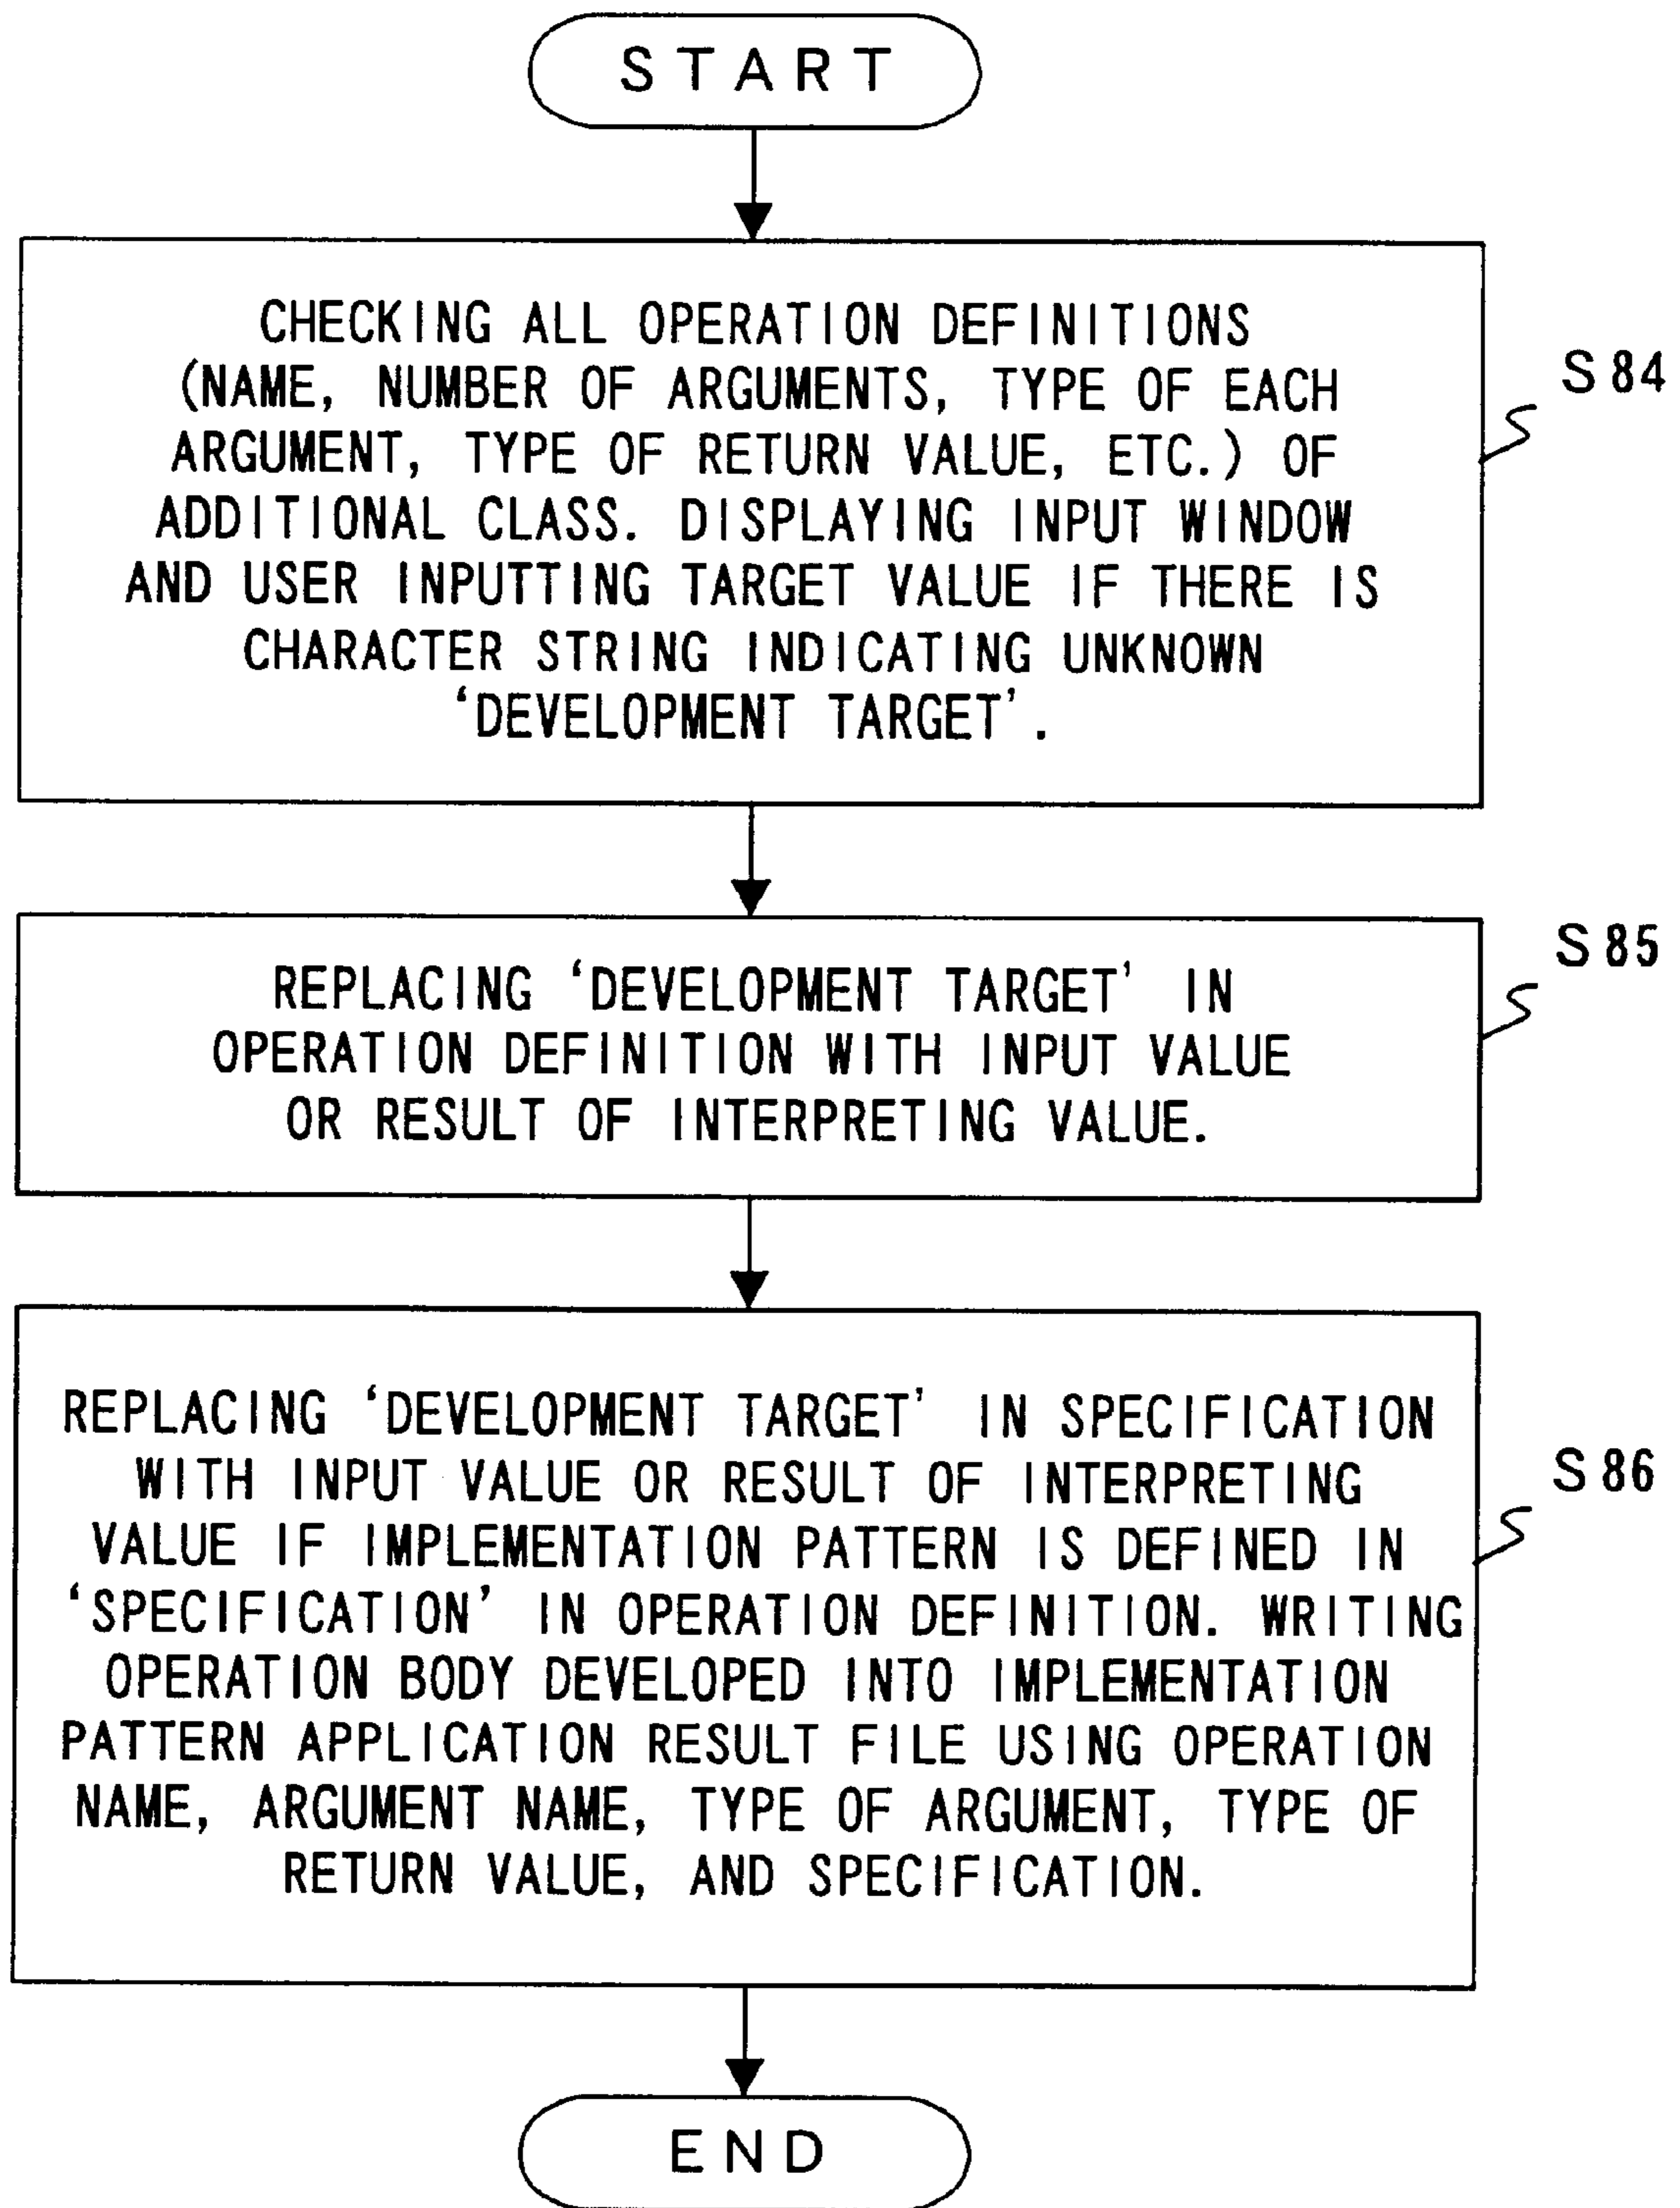 START
CHECKING ALL OPERATION DEFINITIONS
(NAME, NUMBER OF ARGUMENTS, TYPE OF EACH
ARGUMENT, TYPE OF RETURN VALUE, ETC.) OF
ADDITIONAL CLASS. DISPLAYING INPUT WINDOW
AND USER INPUTTING TARGET VALUE IF THERE IS
CHARACTER STRING INDICATING UNKNOWN
‘DEVELOPMENT TARGET’.
S84
REPLACING ‘DEVELOPMENT TARGET’ IN
OPERATION DEFINITION WITH INPUT VALUE
OR RESULT OF INTERPRETING VALUE.
S85
REPLACING ‘DEVELOPMENT TARGET’ IN SPECIFICATION
WITH INPUT VALUE OR RESULT OF INTERPRETING
VALUE IF IMPLEMENTATION PATTERN IS DEFINED IN
‘SPECIFICATION’ IN OPERATION DEFINITION. WRITING
OPERATION BODY DEVELOPED INTO IMPLEMENTATION
PATTERN APPLICATION RESULT FILE USING OPERATION
NAME, ARGUMENT NAME, TYPE OF ARGUMENT, TYPE OF
RETURN VALUE, AND SPECIFICATION.
S86
END